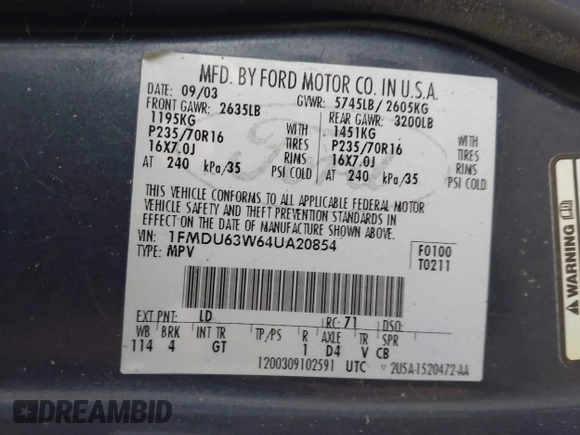 MFD. BY FORD MOTOR CO. IN U.S.A.
DATE: 09/03 GVWR: 5745LB/ 2605KG
FRONT GAWR: 2635LB REAR GAWR: 3200LB
1195KG WITH 1451KG WITH
P235/70R16 TIRES P235/70R16 TIRES
16X7.0J RIMS 16X7.0J RIMS
AT 240 kPa/35 PSI COLD AT 240 kPa/35 PSI COLD
THIS VEHICLE CONFORMS TO ALL APPLICABLE FEDERAL MOTOR
VEHICLE SAFETY AND THEFT PREVENTION STANDARDS IN
EFFECT ON THE DATE OF MANUFACTURE SHOWN ABOVE.
VIN: 1FMDU63W64UA20854 F0100
TYPE: MPV T0211
EXT PNT: LD RC: 71 DSO:
WB BRK INT TR TP/PS R AXLE TR SPR
114 4 GT 1 D4 V CB
1200309102591 UTC 2U5A-1520472-AA
Ford
AUTO
DREAMBID